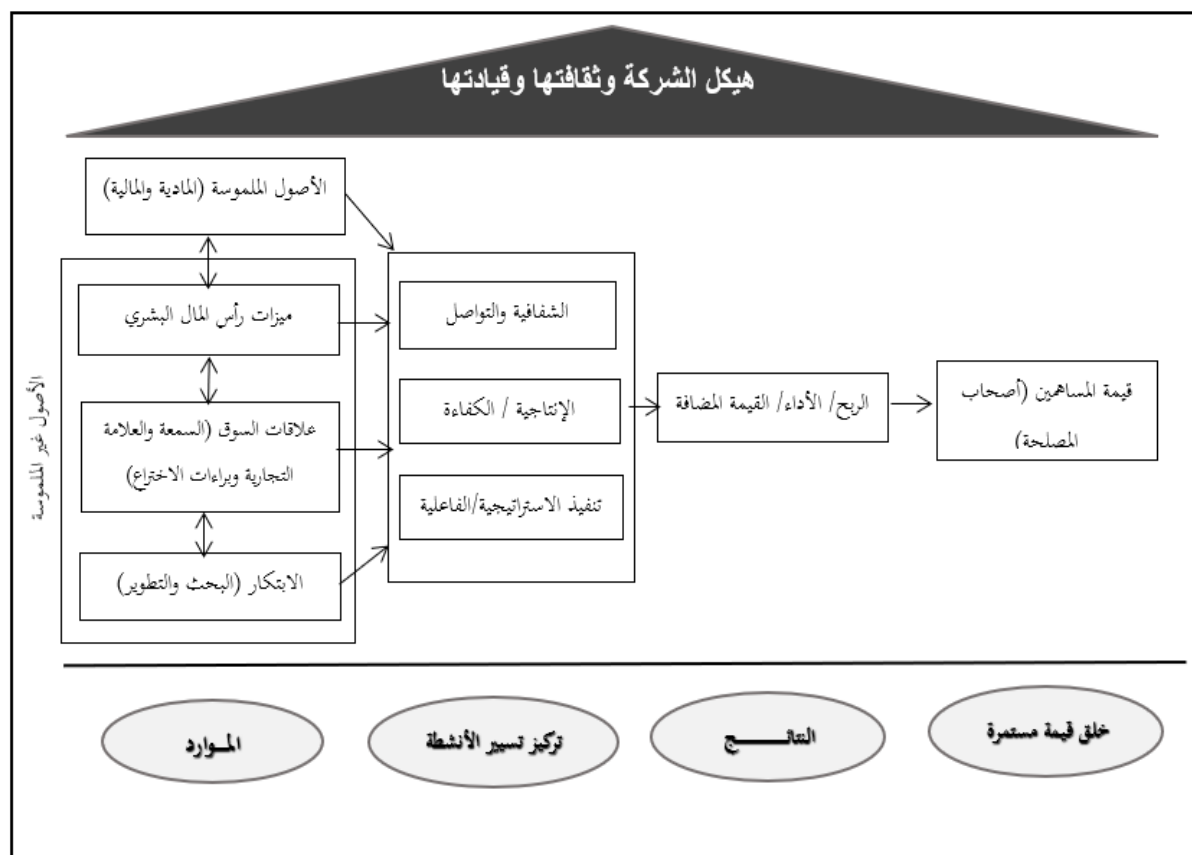 هيكل الشركة وثقافتها وقيادتها
الأصول الملموسة (المادية والمالية)
الأصول غير الملموسة
ميزات رأس المال البشري
علاقات السوق (السمعة والعلامة
التجارية وبراءات الاختراع)
الابتكار (البحث والتطوير)
الشفافية والتواصل
الإنتاجية / الكفاءة
تنفيذ الاستراتيجية/الفاعلية
الربح/ الأداء/ القيمة المضافة
قيمة المساهمين (أصحاب
المصلحة)
المــوارد
تركيز تسيير الأنشطة
النتائــــــــج
خلق قيمة مستمرة